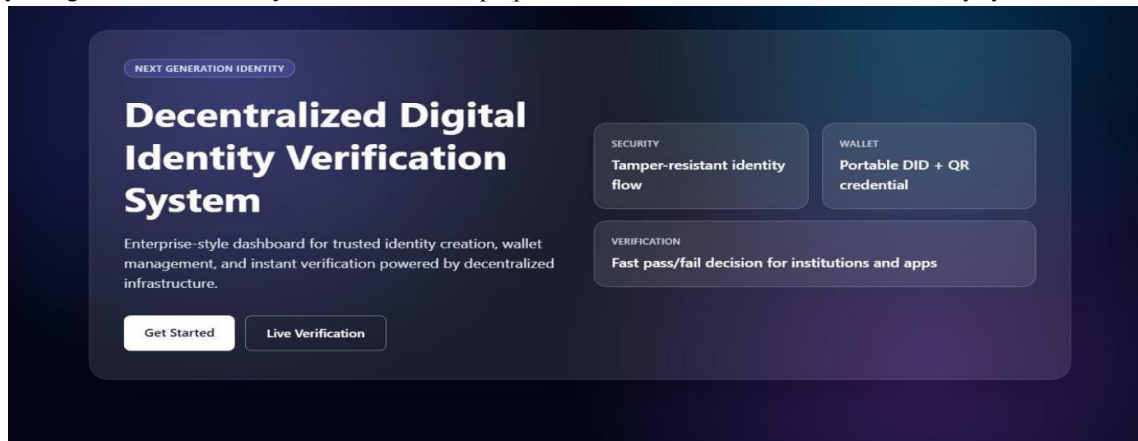 NEXT GENERATION IDENTITY
Decentralized Digital
Identity Verification
System
Enterprise-style dashboard for trusted identity creation, wallet
management, and instant verification powered by decentralized
infrastructure.
Get Started
Live Verification
SECURITY
Tamper-resistant identity
flow
WALLET
Portable DID + QR
credential
VERIFICATION
Fast pass/fail decision for institutions and apps